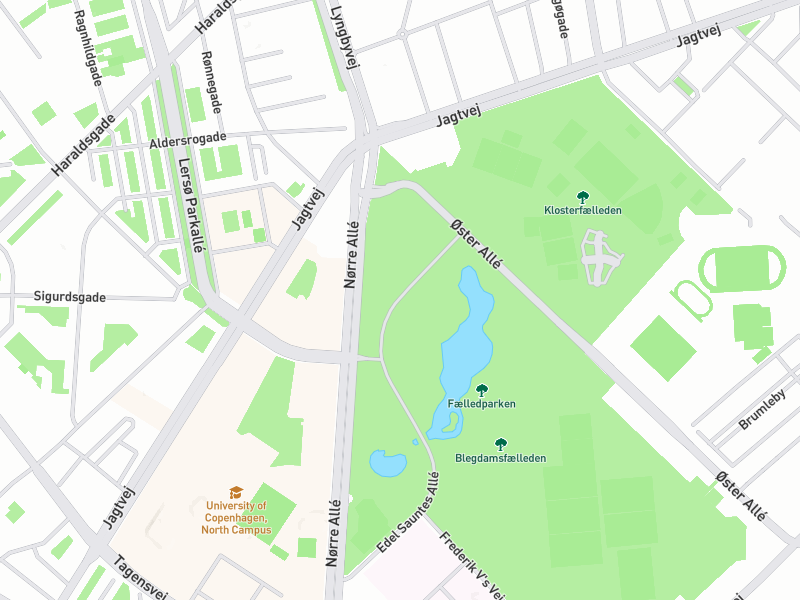 Ragnhildgade
Haraldsg
Lyngbyvej
Jagtvej
Rønnegade
Jagtvej
Haraldsgade
Aldersrogade
Lersø Parkallé
Jagtvej
Klosterfælleden
Øster Allé
Nørre Allé
Sigurdsgade
Fælledparken
Brumleby
Blegdamsfælleden
University of
Copenhagen,
North Campus
Øster Allé
Jagtvej
Nørre Allé
Edel Sauntes Allé
Tagensvej
Frederik V's Vej